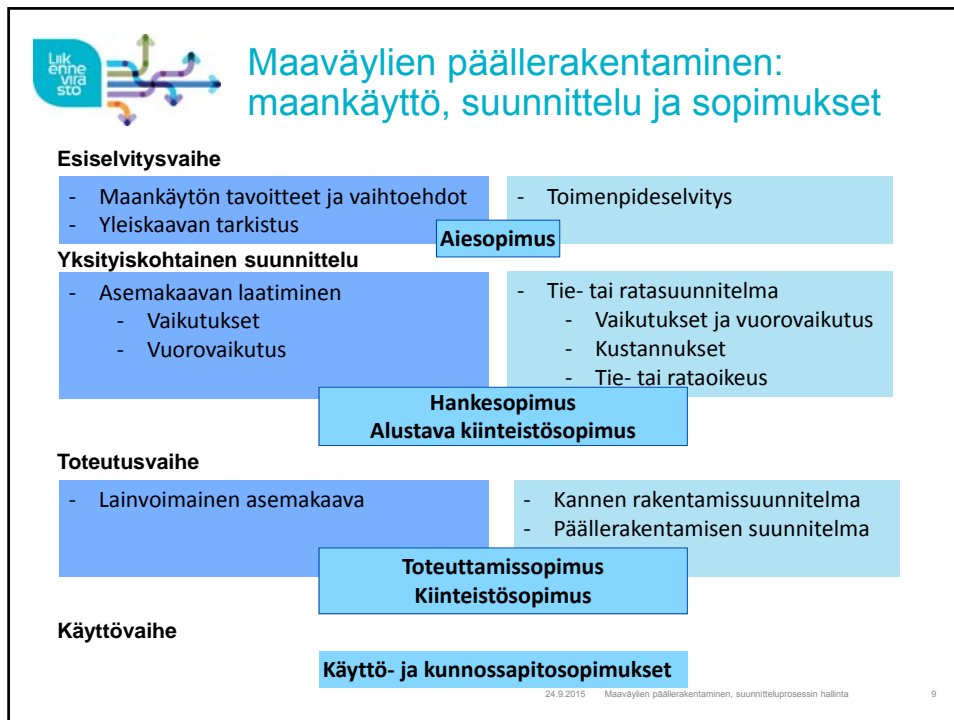 Liik
enne
vira
sto
Maaväylien päällerakentaminen:
maankäyttö, suunnittelu ja sopimukset
Esiselvitysvaihe
- Maankäytön tavoitteet ja vaihtoehdot
- Yleiskaavan tarkistus
- Toimenpideselvitys
Aiesopimus
Yksityiskohtainen suunnittelu
- Asemakaavan laatiminen
- Vaikutukset
- Vuorovaikutus
- Tie- tai ratasuunnitelma
- Vaikutukset ja vuorovaikutus
- Kustannukset
- Tie- tai rataoikeus
Hankesopimus
Alustava kiinteistösopimus
Toteutusvaihe
- Lainvoimainen asemakaava
- Kannen rakentamissuunnitelma
- Päällerakentamisen suunnitelma
Toteuttamissopimus
Kiinteistösopimus
Käyttövaihe
Käyttö- ja kunnossapitosopimukset
24.9.2015 Maaväylien päällerakentaminen, suunnitteluprosessin hallinta 9